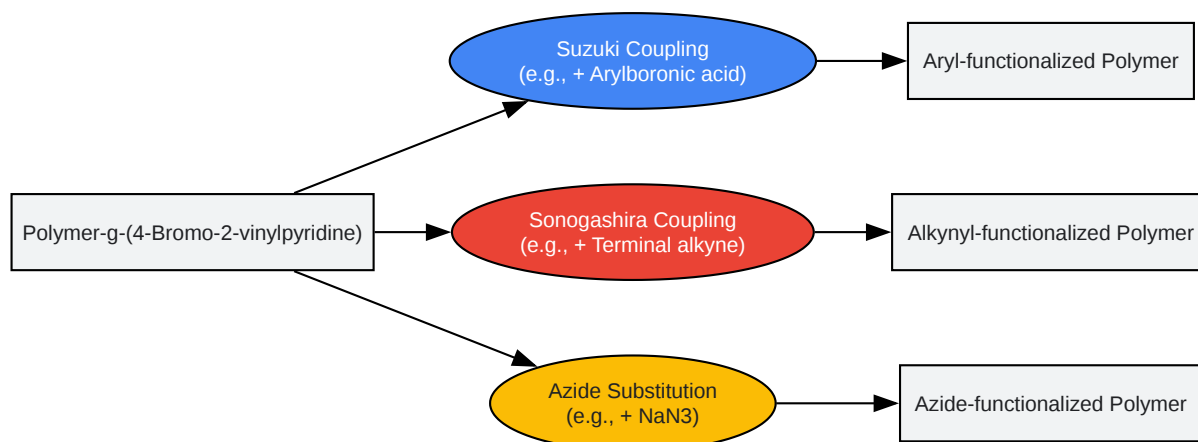 Suzuki Coupling
(e.g., + Arylboronic acid)
Aryl-functionalized Polymer
Polymer-g-(4-Bromo-2-vinylpyridine)
Sonogashira Coupling
(e.g., + Terminal alkyne)
Alkynyl-functionalized Polymer
Azide Substitution
(e.g., + NaN3)
Azide-functionalized Polymer